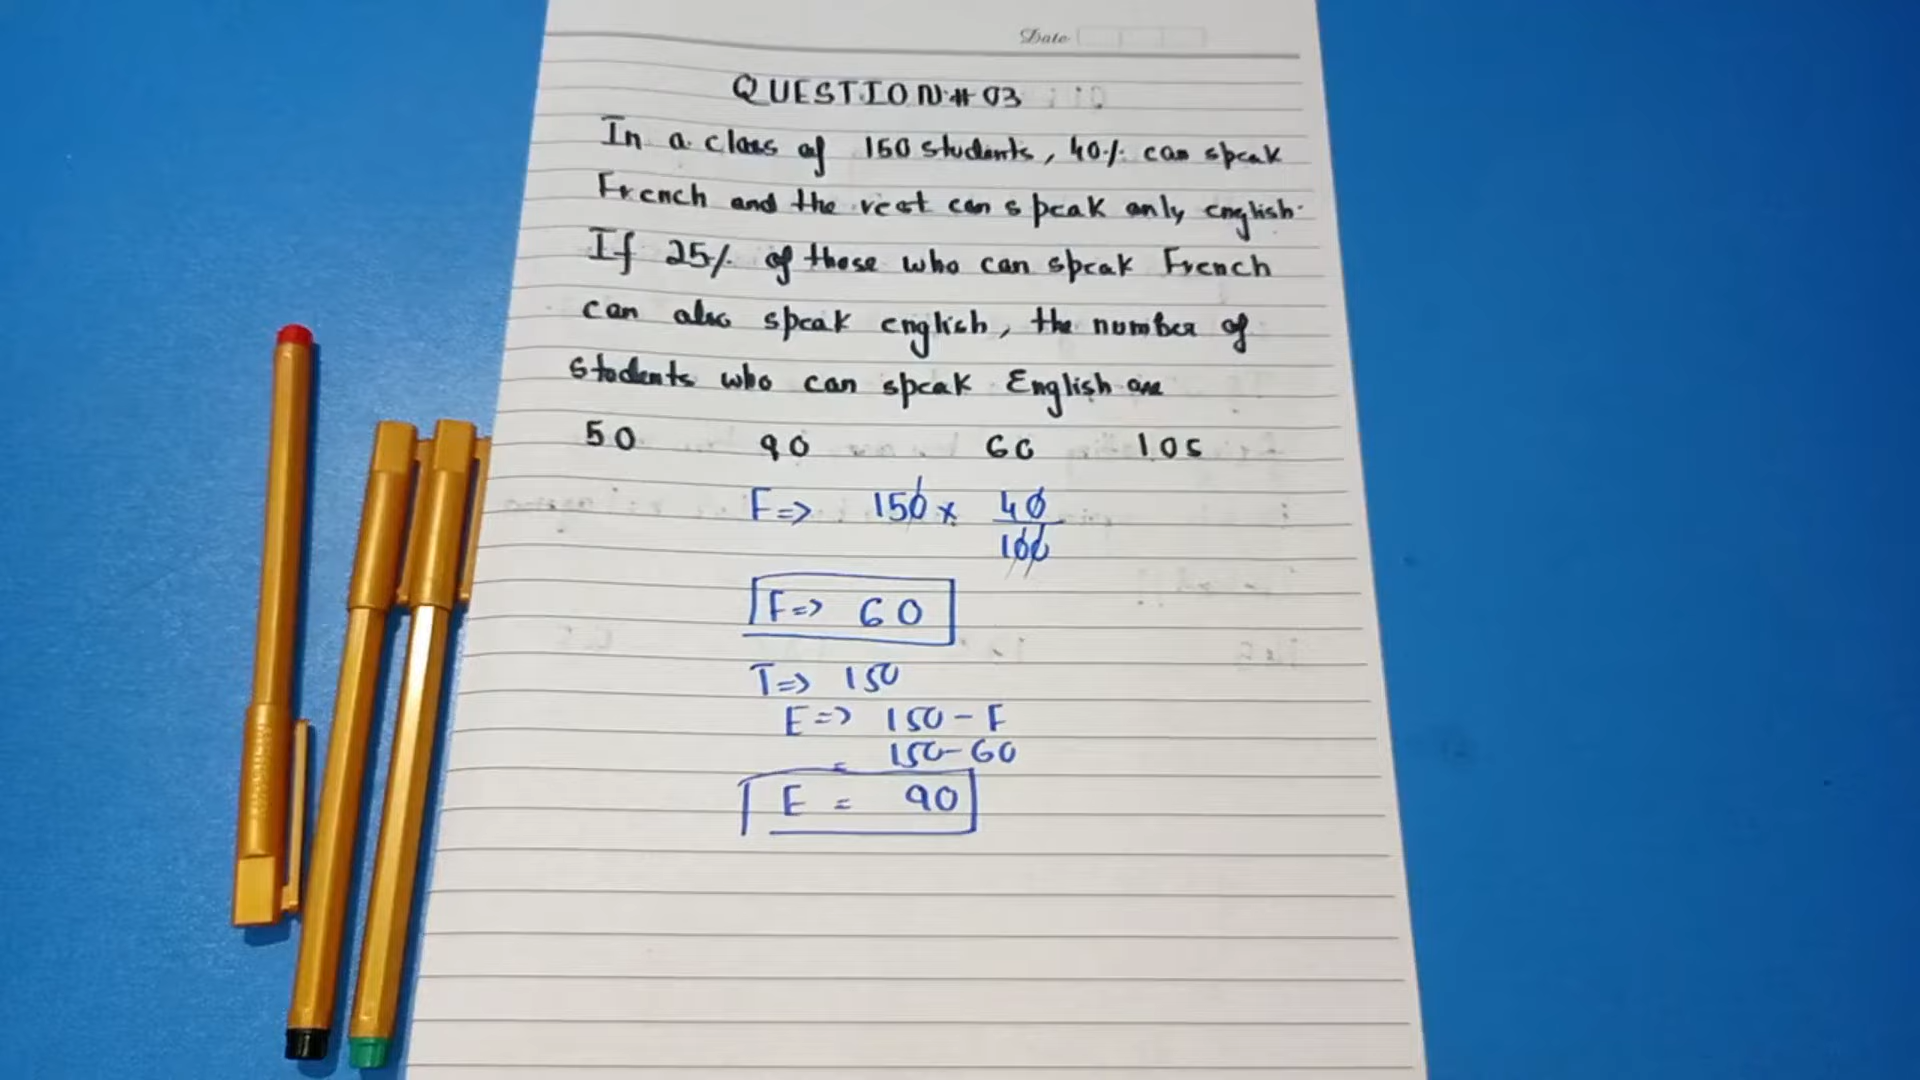 Date
QUESTION # 03
In a class of 150 students, 40% can speak
French and the rest can speak only english.
If 25% of those who can speak French
can also speak english, the number of
students who can speak English are
50 90 60 105
F => 150 × 40
100
F => 60
T => 150
E => 150 - F
= 150 - 60
E = 90